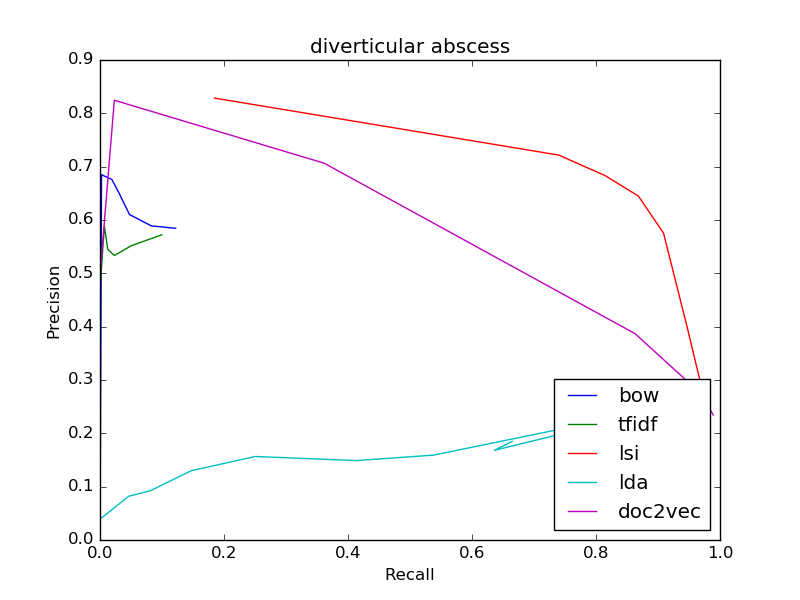 diverticular abscess
0.9
0.8
0.7
0.6
0.5
0.4
0.3
0.2
0.1
0.0
Precision
bow
tfidf
lsi
lda
doc2vec
0.0 0.2 0.4 0.6 0.8 1.0
Recall